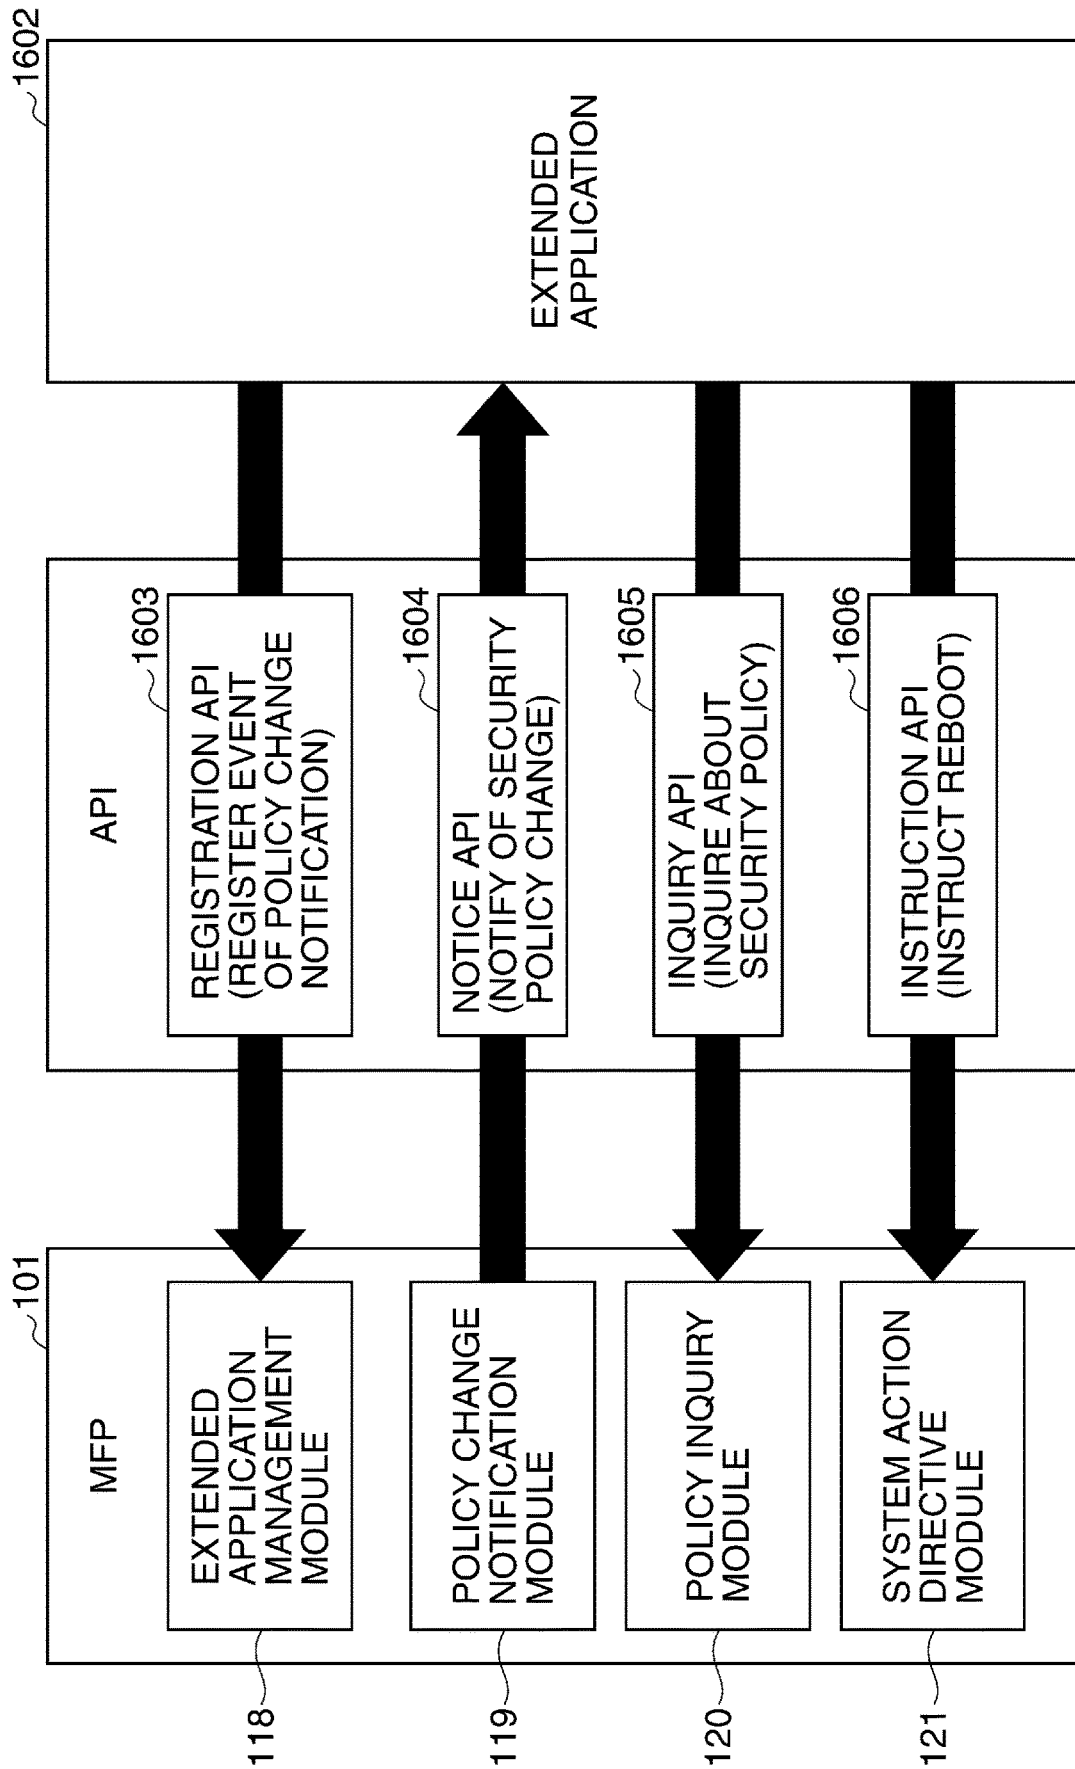 101
1602
MFP
API
118
EXTENDED
APPLICATION
MANAGEMENT
MODULE
1603
REGISTRATION API
(REGISTER EVENT
OF POLICY CHANGE
NOTIFICATION)
119
POLICY CHANGE
NOTIFICATION
MODULE
1604
NOTICE API
(NOTIFY OF SECURITY
POLICY CHANGE)
EXTENDED
APPLICATION
120
POLICY INQUIRY
MODULE
1605
INQUIRY API
(INQUIRE ABOUT
SECURITY POLICY)
121
SYSTEM ACTION
DIRECTIVE
MODULE
1606
INSTRUCTION API
(INSTRUCT REBOOT)